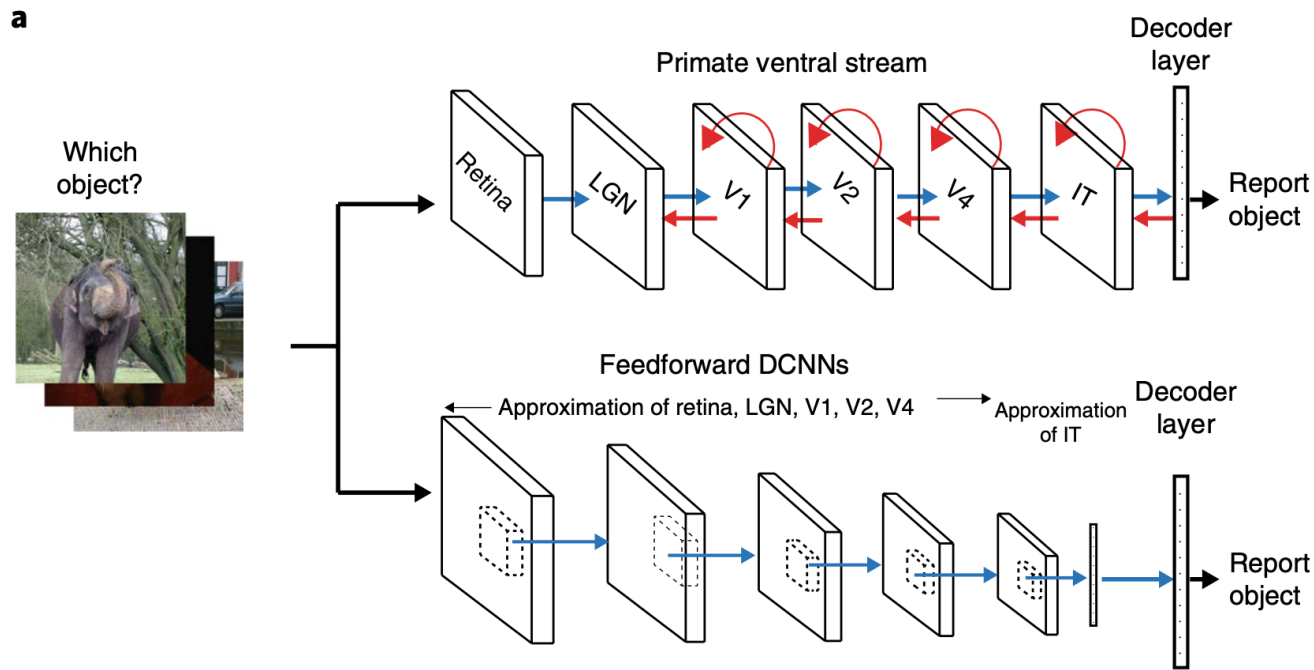 a
Which
object?
Primate ventral stream
Decoder
layer
Retina
LGN
V1
V2
V4
IT
Report
object
Feedforward DCNNs
Approximation of retina, LGN, V1, V2, V4
Approximation
of IT
Decoder
layer
Report
object